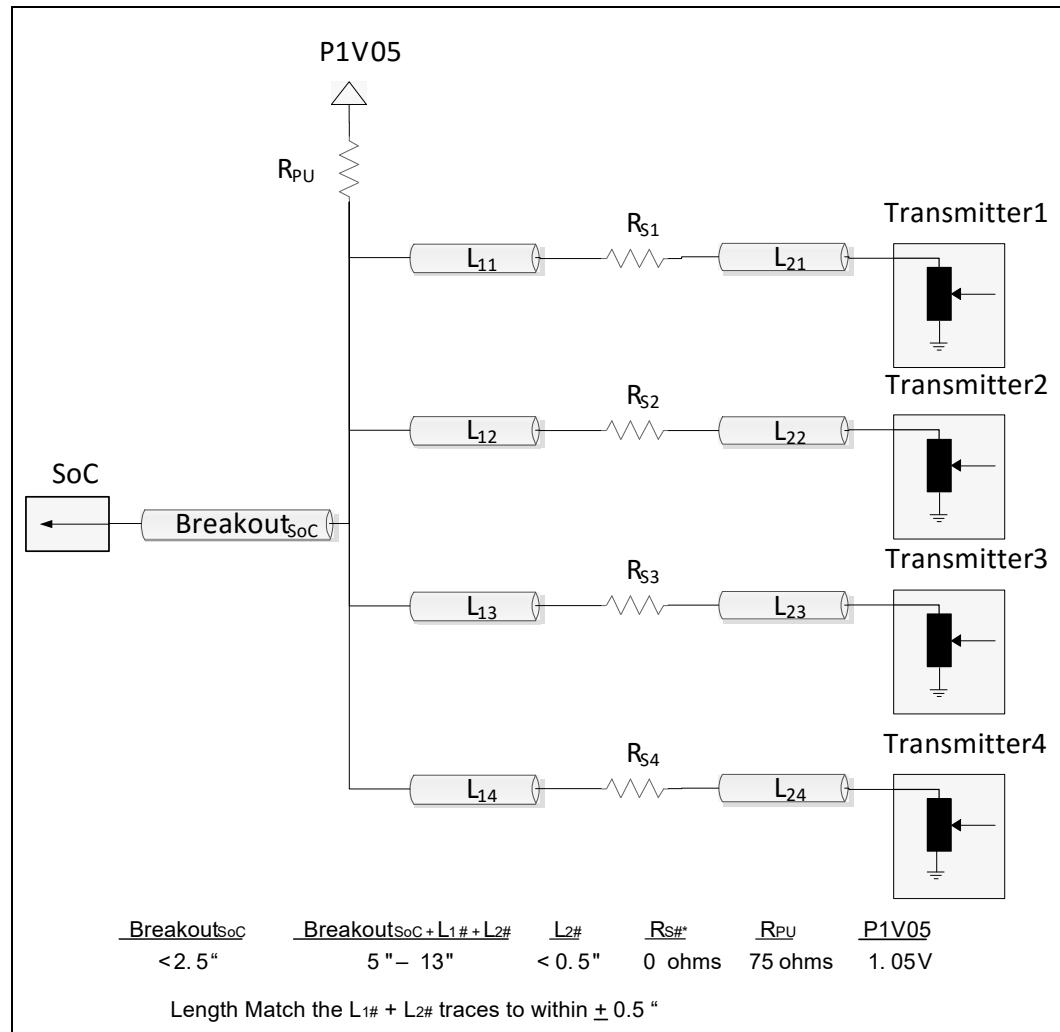 P1V05
RPU
Transmitter1
RS1
L11
L21
Transmitter2
RS2
L12
L22
SoC
BreakoutSoC
Transmitter3
RS3
L13
L23
Transmitter4
RS4
L14
L24
BreakoutSoC BreakoutSoC + L1# + L2# L2# RS#* RPU P1V05
<2.5“ 5"– 13" < 0.5" 0 ohms 75 ohms 1.05V
Length Match the L1# + L2# traces to within ± 0.5 “